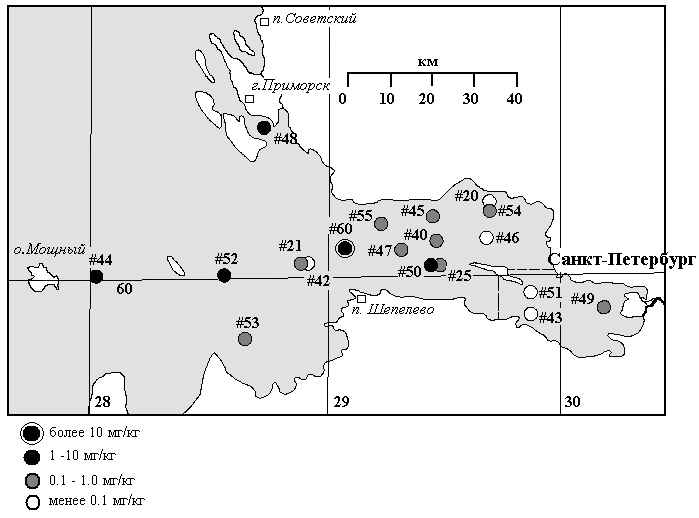 п.Советский
км
г.Приморск
0 10 20 30 40
#48
#20
#55 #45 #54
#60
#40 #46
о.Мощный #21 #47 Санкт-Петербург
#44 #52 #50 #25
60 #42
#51 #49
п. Шепелево #43
#53
28 29 30
более 10 мг/кг
1 -10 мг/кг
0.1 - 1.0 мг/кг
менее 0.1 мг/кг